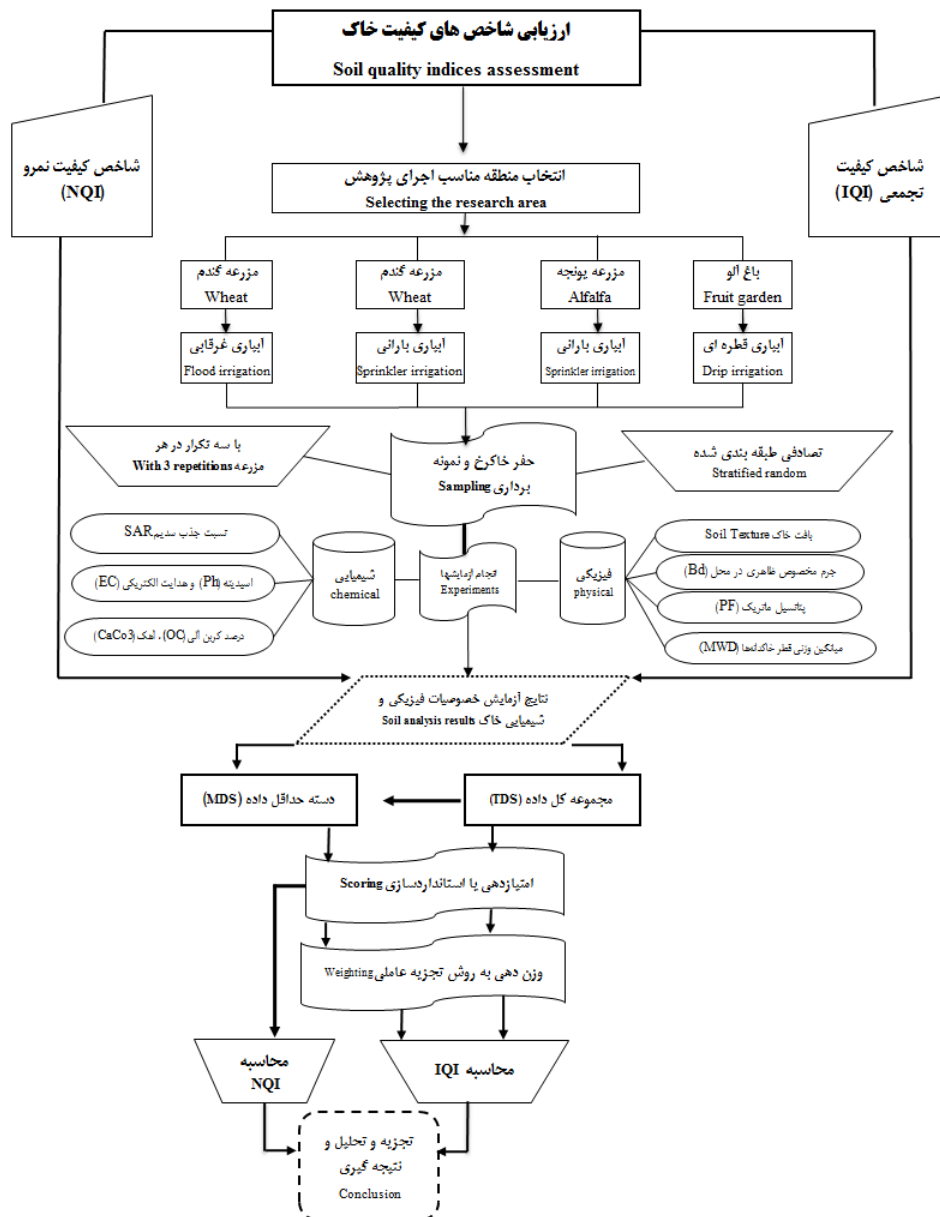 ارزیابی شاخص های کیفیت خاک
Soil quality indices assessment
شاخص کیفیت
تجمعی (IQI)
شاخص کیفیت نمرو
(NQI)
انتخاب منطقه مناسب اجرای پژوهش
Selecting the research area
باغ آلو
Fruit garden
مزرعه یونجه
Alfalfa
مزرعه گندم
Wheat
مزرعه گندم
Wheat
آبیاری قطره ای
Drip irrigation
آبیاری بارانی
Sprinkler irrigation
آبیاری بارانی
Sprinkler irrigation
آبیاری غرقابی
Flood irrigation
تصادفی طبقه بندی شده
Stratified random
حفر خاکرخ و نمونه
برداری Sampling
با سه تکرار در هر
مزرعه With 3 repetitions
بافت خاک Soil Texture
جرم مخصوص ظاهری در محل (Bd)
پتانسیل ماتریک (PF)
میانگین وزنی قطر خاکدانه‌ها (MWD)
فیزیکی
physical
انجام آزمایشها
Experiments
شیمیایی
chemical
نسبت جذب سدیم SAR
اسیدیته (Ph) و هدایت الکتریکی (EC)
درصد کربن آلی (OC)، آهک (CaCo3)
نتایج آزمایش خصوصیات فیزیکی و
شیمیایی خاک Soil analysis results
مجموعه کل داده (TDS)
دسته حداقل داده (MDS)
امتیازدهی یا استانداردسازی Scoring
وزن دهی به روش تجزیه عاملی Weighting
محاسبه IQI
محاسبه
NQI
تجزیه و تحلیل و
نتیجه گیری
Conclusion